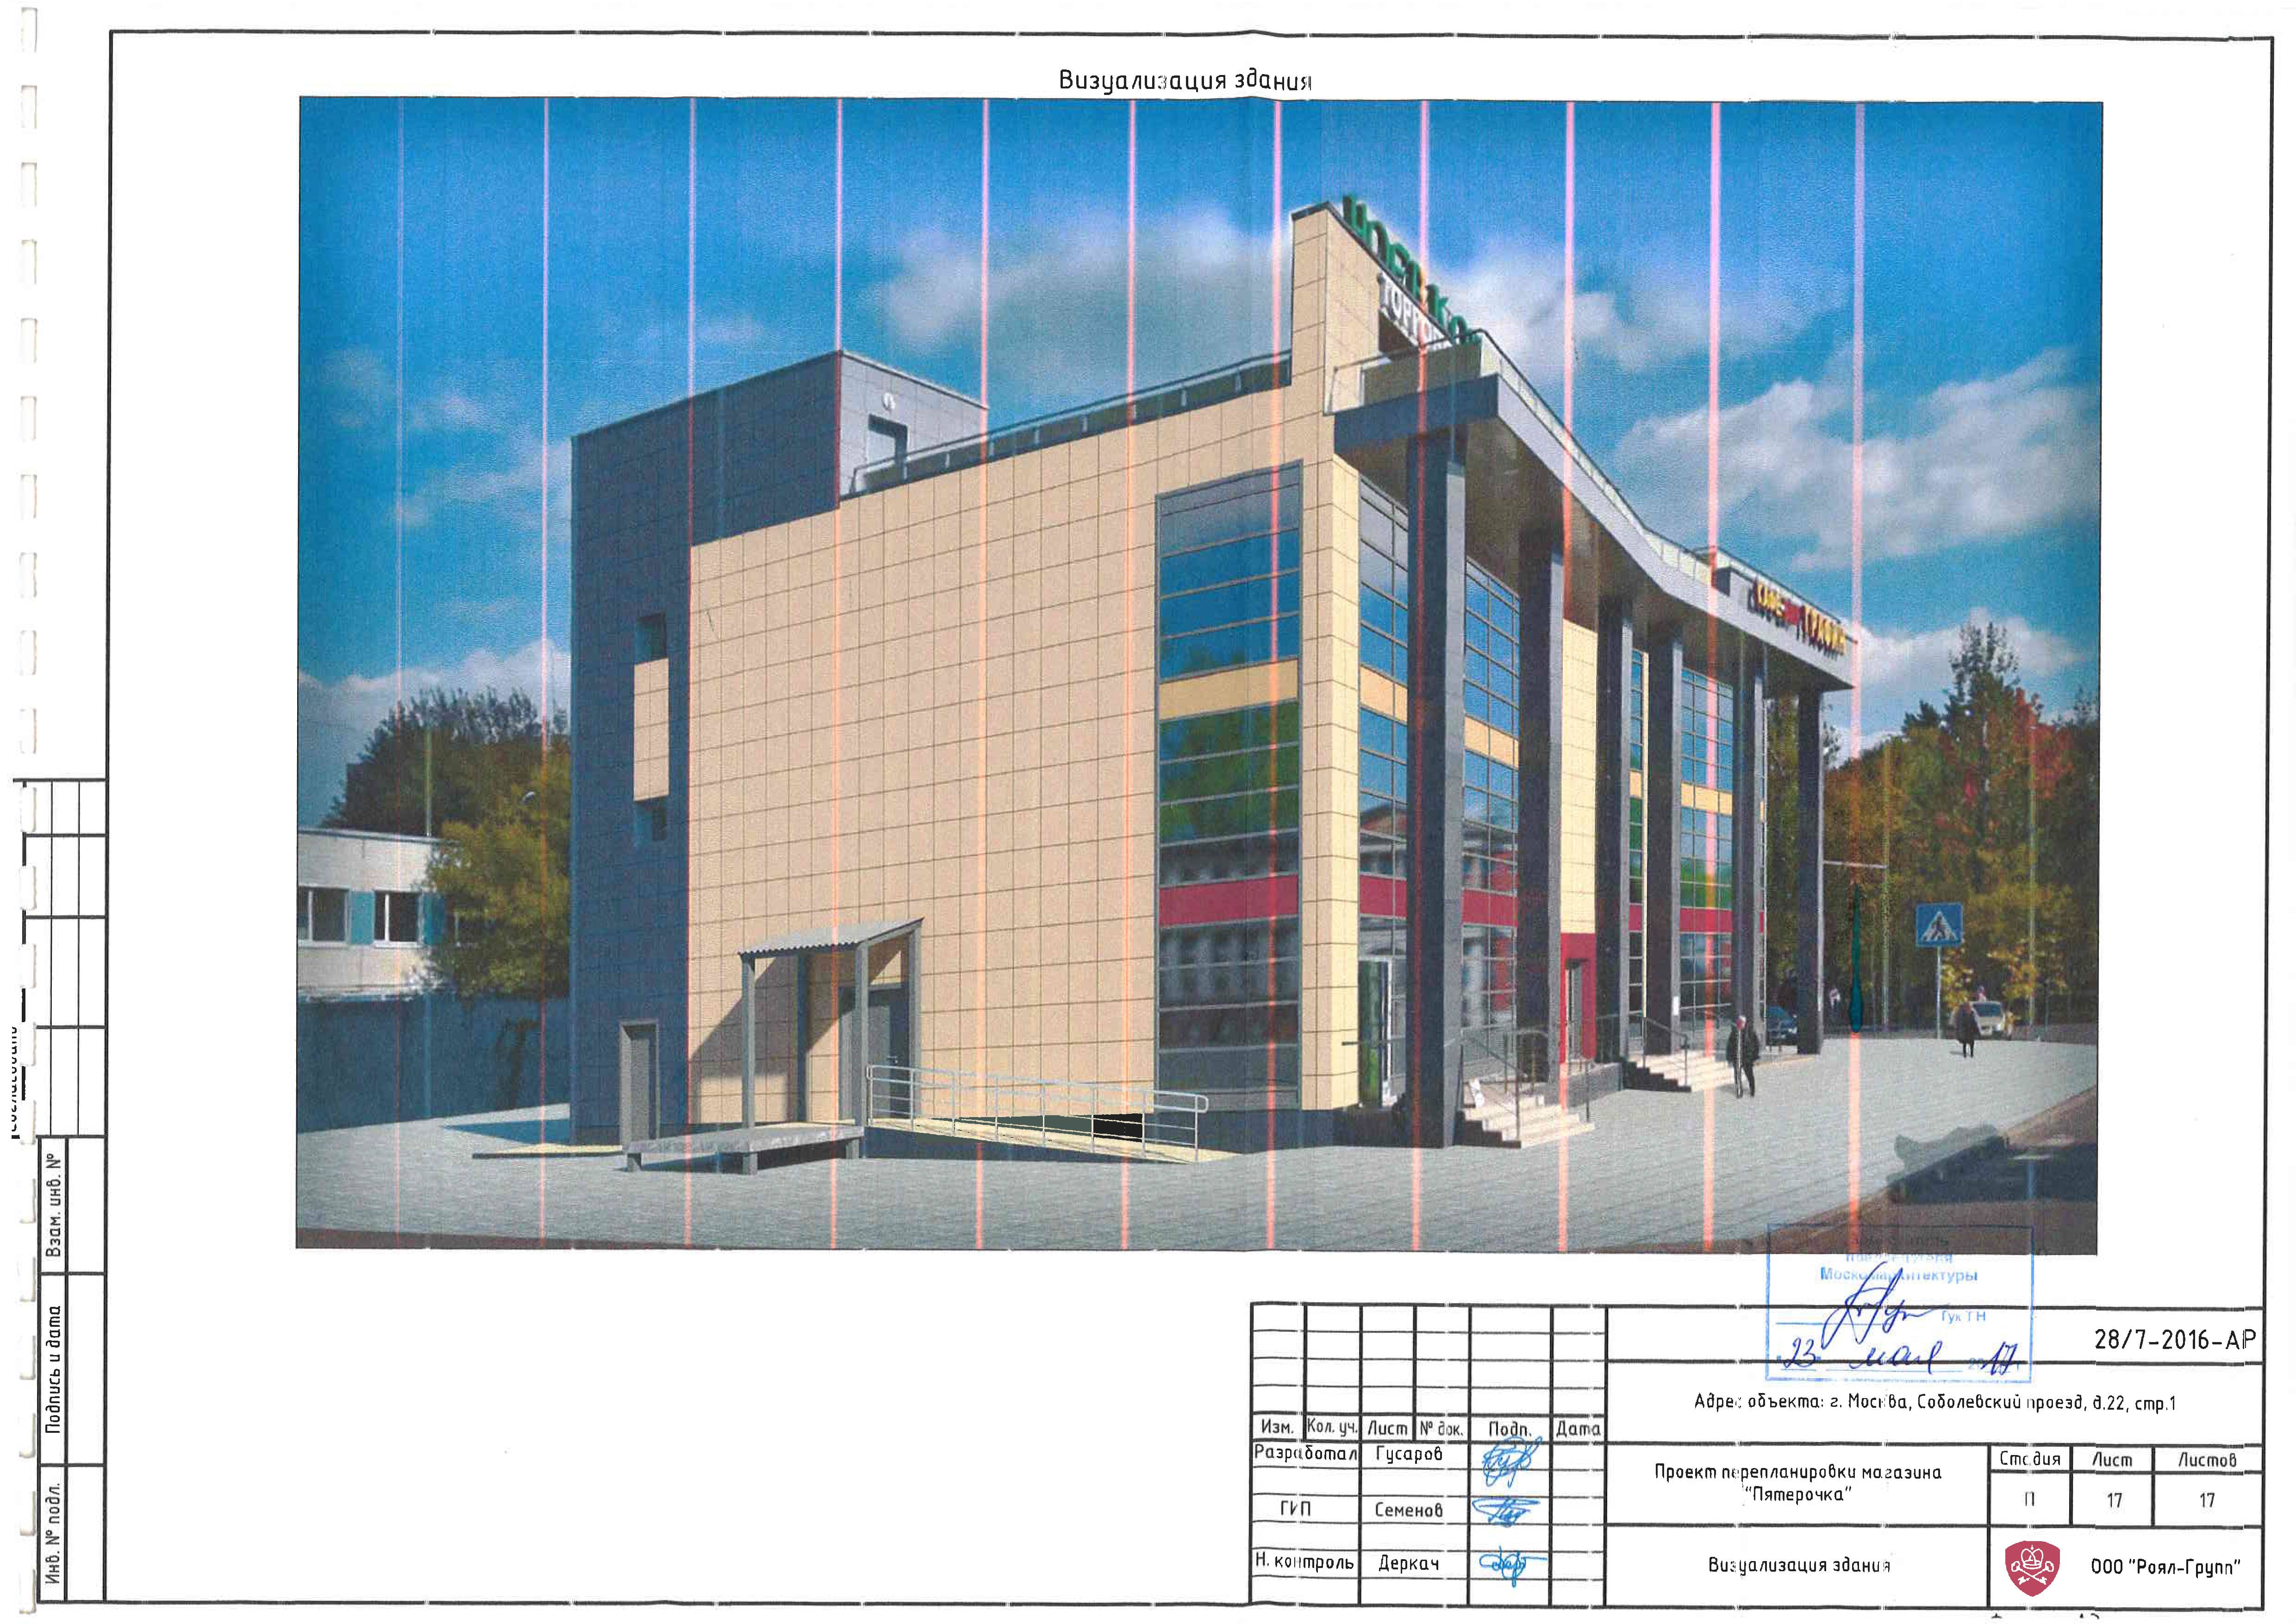 Визуализация здания
Москомархитектуры
Гук ТН
23 мая 2017
28/7-2016-АР
Адрес объекта: г. Москва, Соболевский проезд, д.22, стр.1
Изм. Кол. уч. Лист № док. Подп. Дата
Разработал Гусаров
ГИП Семенов
Н. контроль Деркач
Проект перепланировки магазина
"Пятерочка"
Стадия Лист Листов
П 17 17
Визуализация здания
ООО "Роял-Групп"
Взам. инв. №
Подпись и дата
Инв. № подл.